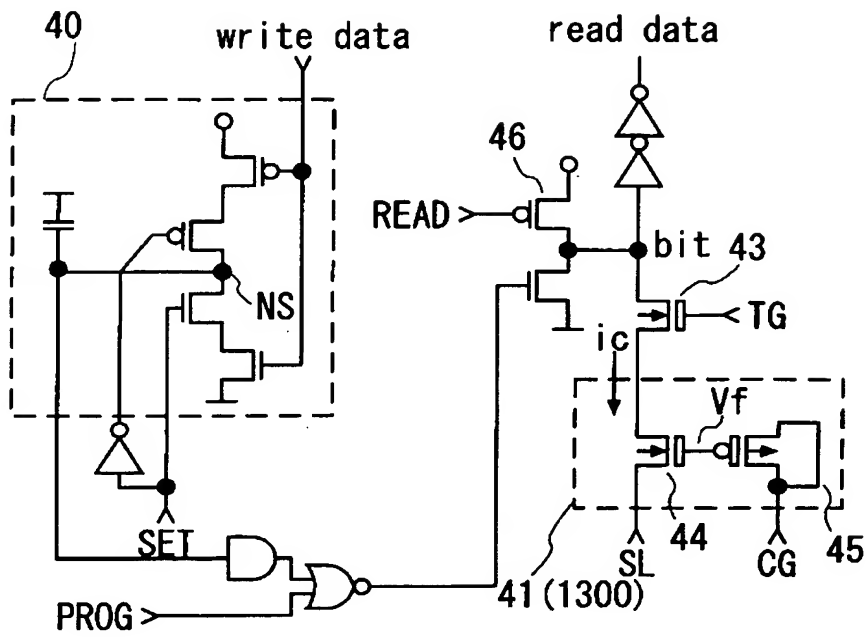 40
write data
read data
46
READ
bit
43
NS
TG
ic
Vf
SET
44
45
SL
CG
41(1300)
PROG